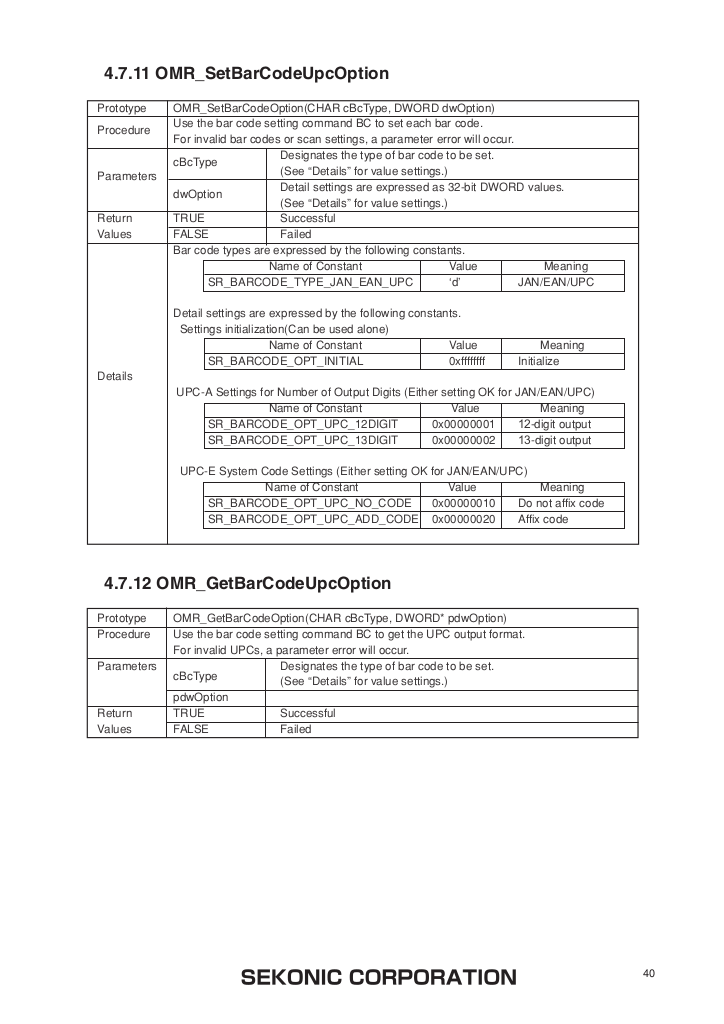 4.7.11 OMR_SetBarCodeUpcOption
Prototype OMR_SetBarCodeOption(CHAR cBcType, DWORD dwOption)
Procedure Use the bar code setting command BC to set each bar code.
For invalid bar codes or scan settings, a parameter error will occur.
Parameters cBcType Designates the type of bar code to be set.
(See “Details” for value settings.)
dwOption Detail settings are expressed as 32-bit DWORD values.
(See “Details” for value settings.)
Return TRUE Successful
Values FALSE Failed
Details Bar code types are expressed by the following constants.
Name of Constant Value Meaning
SR_BARCODE_TYPE_JAN_EAN_UPC ‘d’ JAN/EAN/UPC
Detail settings are expressed by the following constants.
Settings initialization(Can be used alone)
Name of Constant Value Meaning
SR_BARCODE_OPT_INITIAL 0xffffffff Initialize
UPC-A Settings for Number of Output Digits (Either setting OK for JAN/EAN/UPC)
Name of Constant Value Meaning
SR_BARCODE_OPT_UPC_12DIGIT 0x00000001 12-digit output
SR_BARCODE_OPT_UPC_13DIGIT 0x00000002 13-digit output
UPC-E System Code Settings (Either setting OK for JAN/EAN/UPC)
Name of Constant Value Meaning
SR_BARCODE_OPT_UPC_NO_CODE 0x00000010 Do not affix code
SR_BARCODE_OPT_UPC_ADD_CODE 0x00000020 Affix code
4.7.12 OMR_GetBarCodeUpcOption
Prototype OMR_GetBarCodeOption(CHAR cBcType, DWORD* pdwOption)
Procedure Use the bar code setting command BC to get the UPC output format.
For invalid UPCs, a parameter error will occur.
Parameters cBcType Designates the type of bar code to be set.
(See “Details” for value settings.)
pdwOption
Return TRUE Successful
Values FALSE Failed
SEKONIC CORPORATION
40